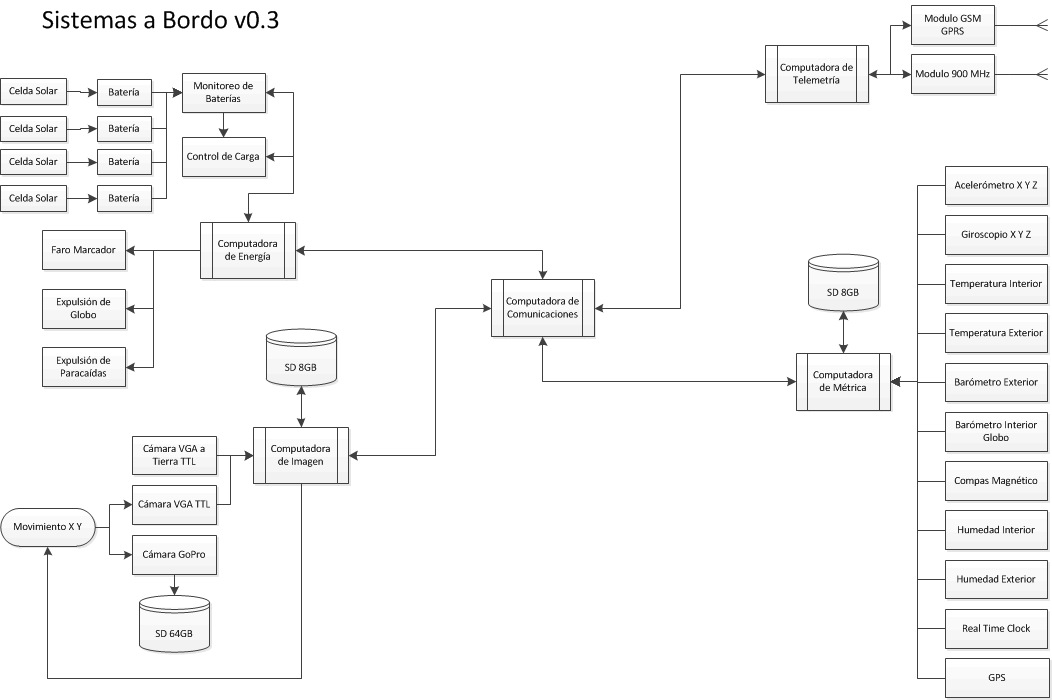 Sistemas a Bordo v0.3
Modulo GSM
GPRS
Computadora de
Telemetría
Modulo 900 MHz
Celda Solar
Batería
Monitoreo de
Baterías
Celda Solar
Batería
Celda Solar
Batería
Control de Carga
Celda Solar
Batería
Faro Marcador
Computadora
de Energía
Expulsión de
Globo
Expulsión de
Paracaídas
Computadora de
Comunicaciones
SD 8GB
Computadora
de Métrica
Acelerómetro X Y Z
Giroscopio X Y Z
Temperatura Interior
Temperatura Exterior
Barómetro Exterior
Barómetro Interior
Globo
Compas Magnético
Humedad Interior
Humedad Exterior
Real Time Clock
GPS
SD 8GB
Computadora
de Imagen
Cámara VGA a
Tierra TTL
Cámara VGA TTL
Movimiento X Y
Cámara GoPro
SD 64GB